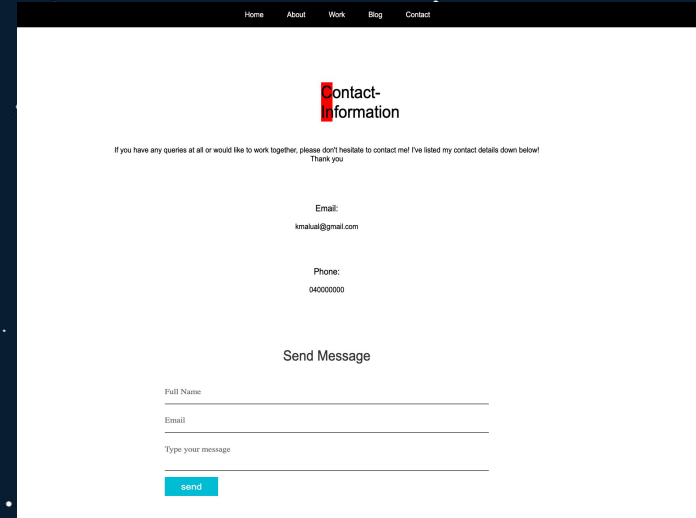 Home About Work Blog Contact
Contact-
Information
If you have any queries at all or would like to work together, please don't hesitate to contact me! I've listed my contact details down below!
Thank you
Email:
kmalual@gmail.com
Phone:
040000000
Send Message
Full Name
Email
Type your message
send